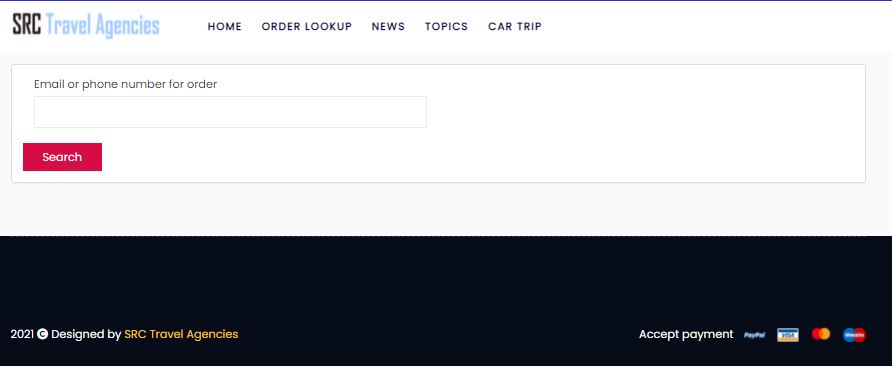 SRC Travel Agencies
HOME ORDER LOOKUP NEWS TOPICS CAR TRIP
Email or phone number for order
Search
2021 C Designed by SRC Travel Agencies
Accept payment PayPal VISA Maestro